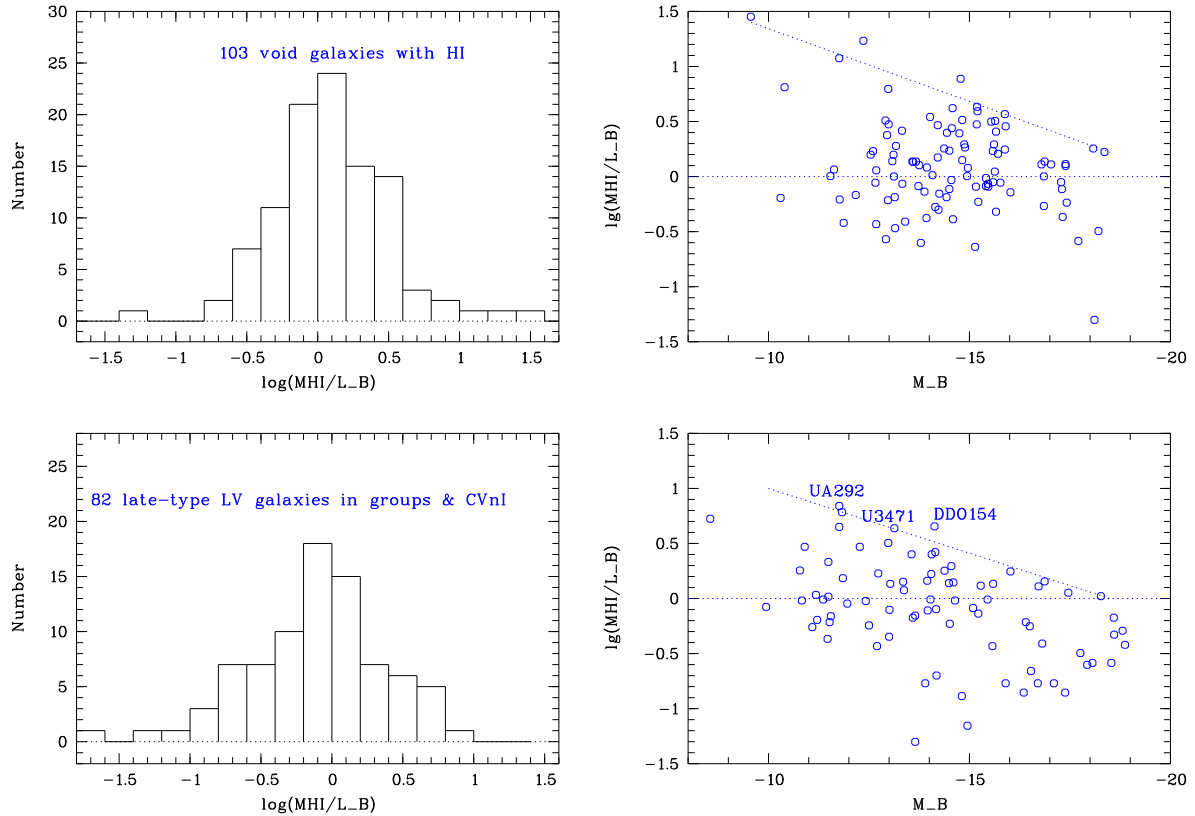 30
25
20
15
10
5
0
Number
103 void galaxies with HI
−1.5 −1 −0.5 0 0.5 1 1.5
log(MHI/L_B)
1.5
1
0.5
0
−0.5
−1
−1.5
lg(MHI/L_B)
−10 −15 −20
M_B
25
20
15
10
5
0
Number
82 late−type LV galaxies in groups & CVnI
−1.5 −1 −0.5 0 0.5 1 1.5
log(MHI/L_B)
1.5
1
0.5
0
−0.5
−1
−1.5
lg(MHI/L_B)
UA292
U3471
DDO154
−10 −15 −20
M_B